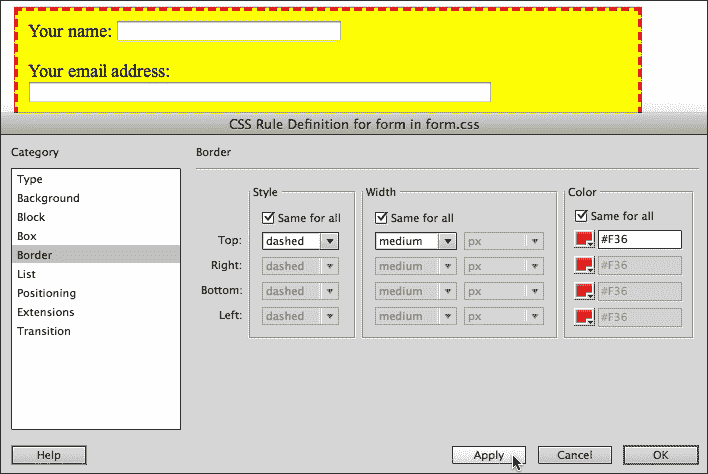 Your name:
Your email address:
CSS Rule Definition for form in form.css
Category
Border
Type
Background
Block
Box
Border
List
Positioning
Extensions
Transition
Style Width Color
Same for all Same for all Same for all
Top: dashed medium px #F36
Right: dashed medium px #F36
Bottom: dashed medium px #F36
Left: dashed medium px #F36
Help Apply Cancel OK